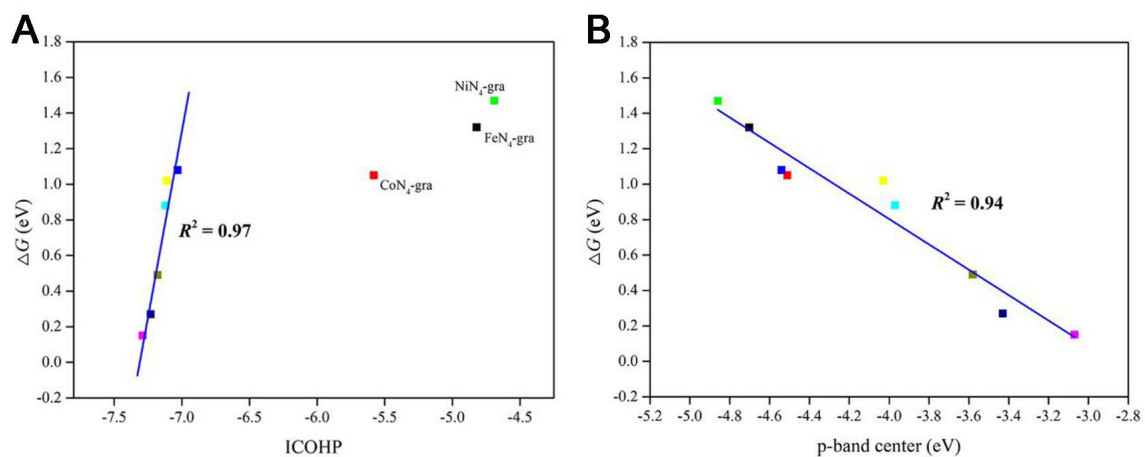 A
1.8
1.6
1.4
1.2
1.0
0.8
0.6
0.4
0.2
0.0
-0.2
△G (eV)
NiN₄-gra
FeN₄-gra
CoN₄-gra
R² = 0.97
-7.5 -7.0 -6.5 -6.0 -5.5 -5.0 -4.5
ICOHP
B
1.8
1.6
1.4
1.2
1.0
0.8
0.6
0.4
0.2
0.0
-0.2
△G (eV)
R² = 0.94
-5.2 -5.0 -4.8 -4.6 -4.4 -4.2 -4.0 -3.8 -3.6 -3.4 -3.2 -3.0 -2.8
p-band center (eV)